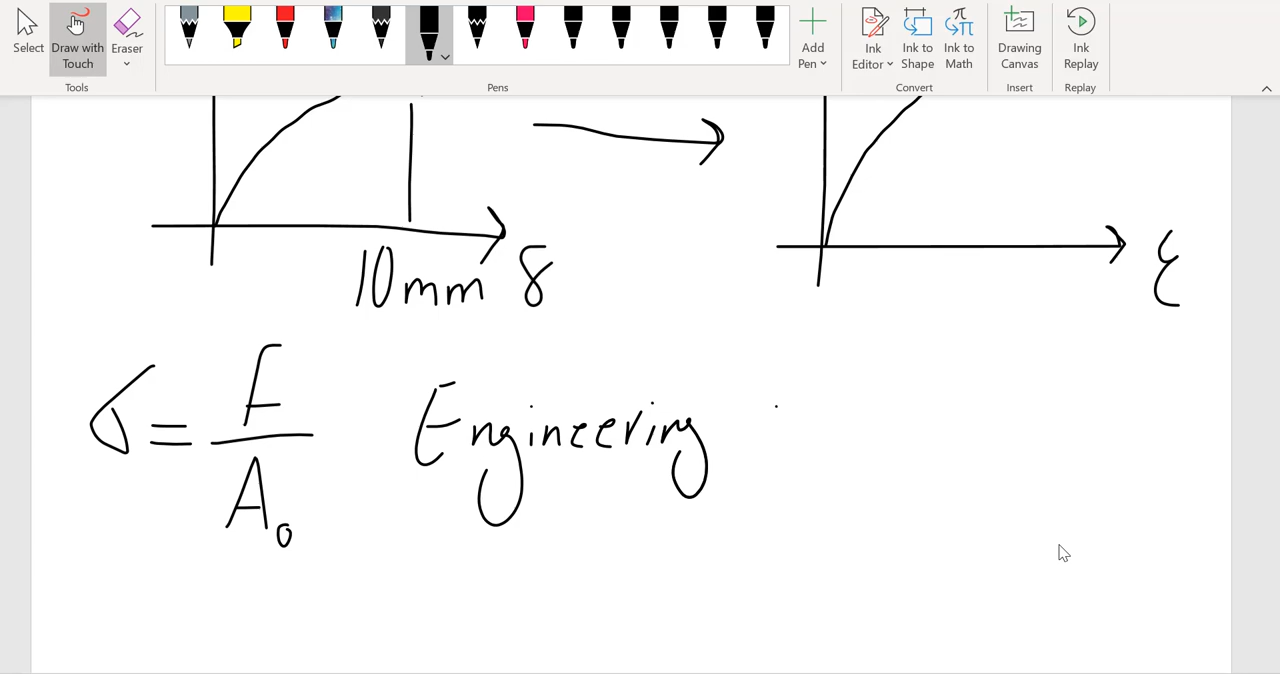 Select
Draw with Touch
Eraser
Add Pen
Ink Editor
Ink to Shape
Ink to Math
Drawing Canvas
Ink Replay
Tools
Pens
Convert
Insert
Replay
10mm δ
ε
σ = F / A₀ Engineering